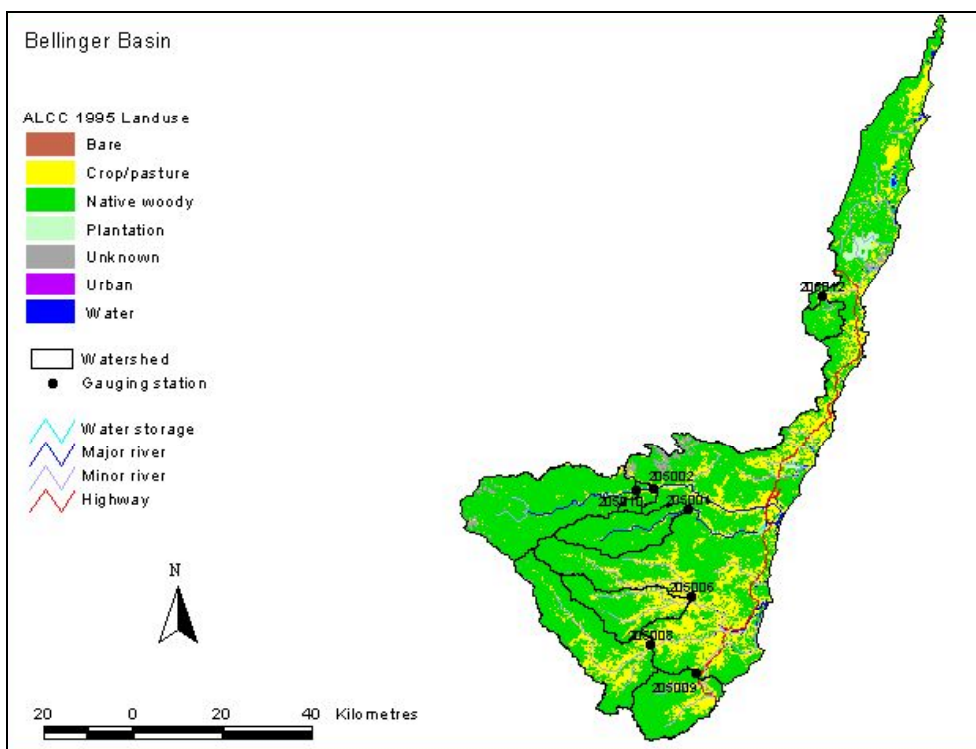 Bellinger Basin
ALCC 1995 Landuse
Bare
Crop/pasture
Native woody
Plantation
Unknown
Urban
Water
Watershed
Gauging station
Water storage
Major river
Minor river
Highway
N
20 0 20 40 Kilometres
205002
205006
205008
205009